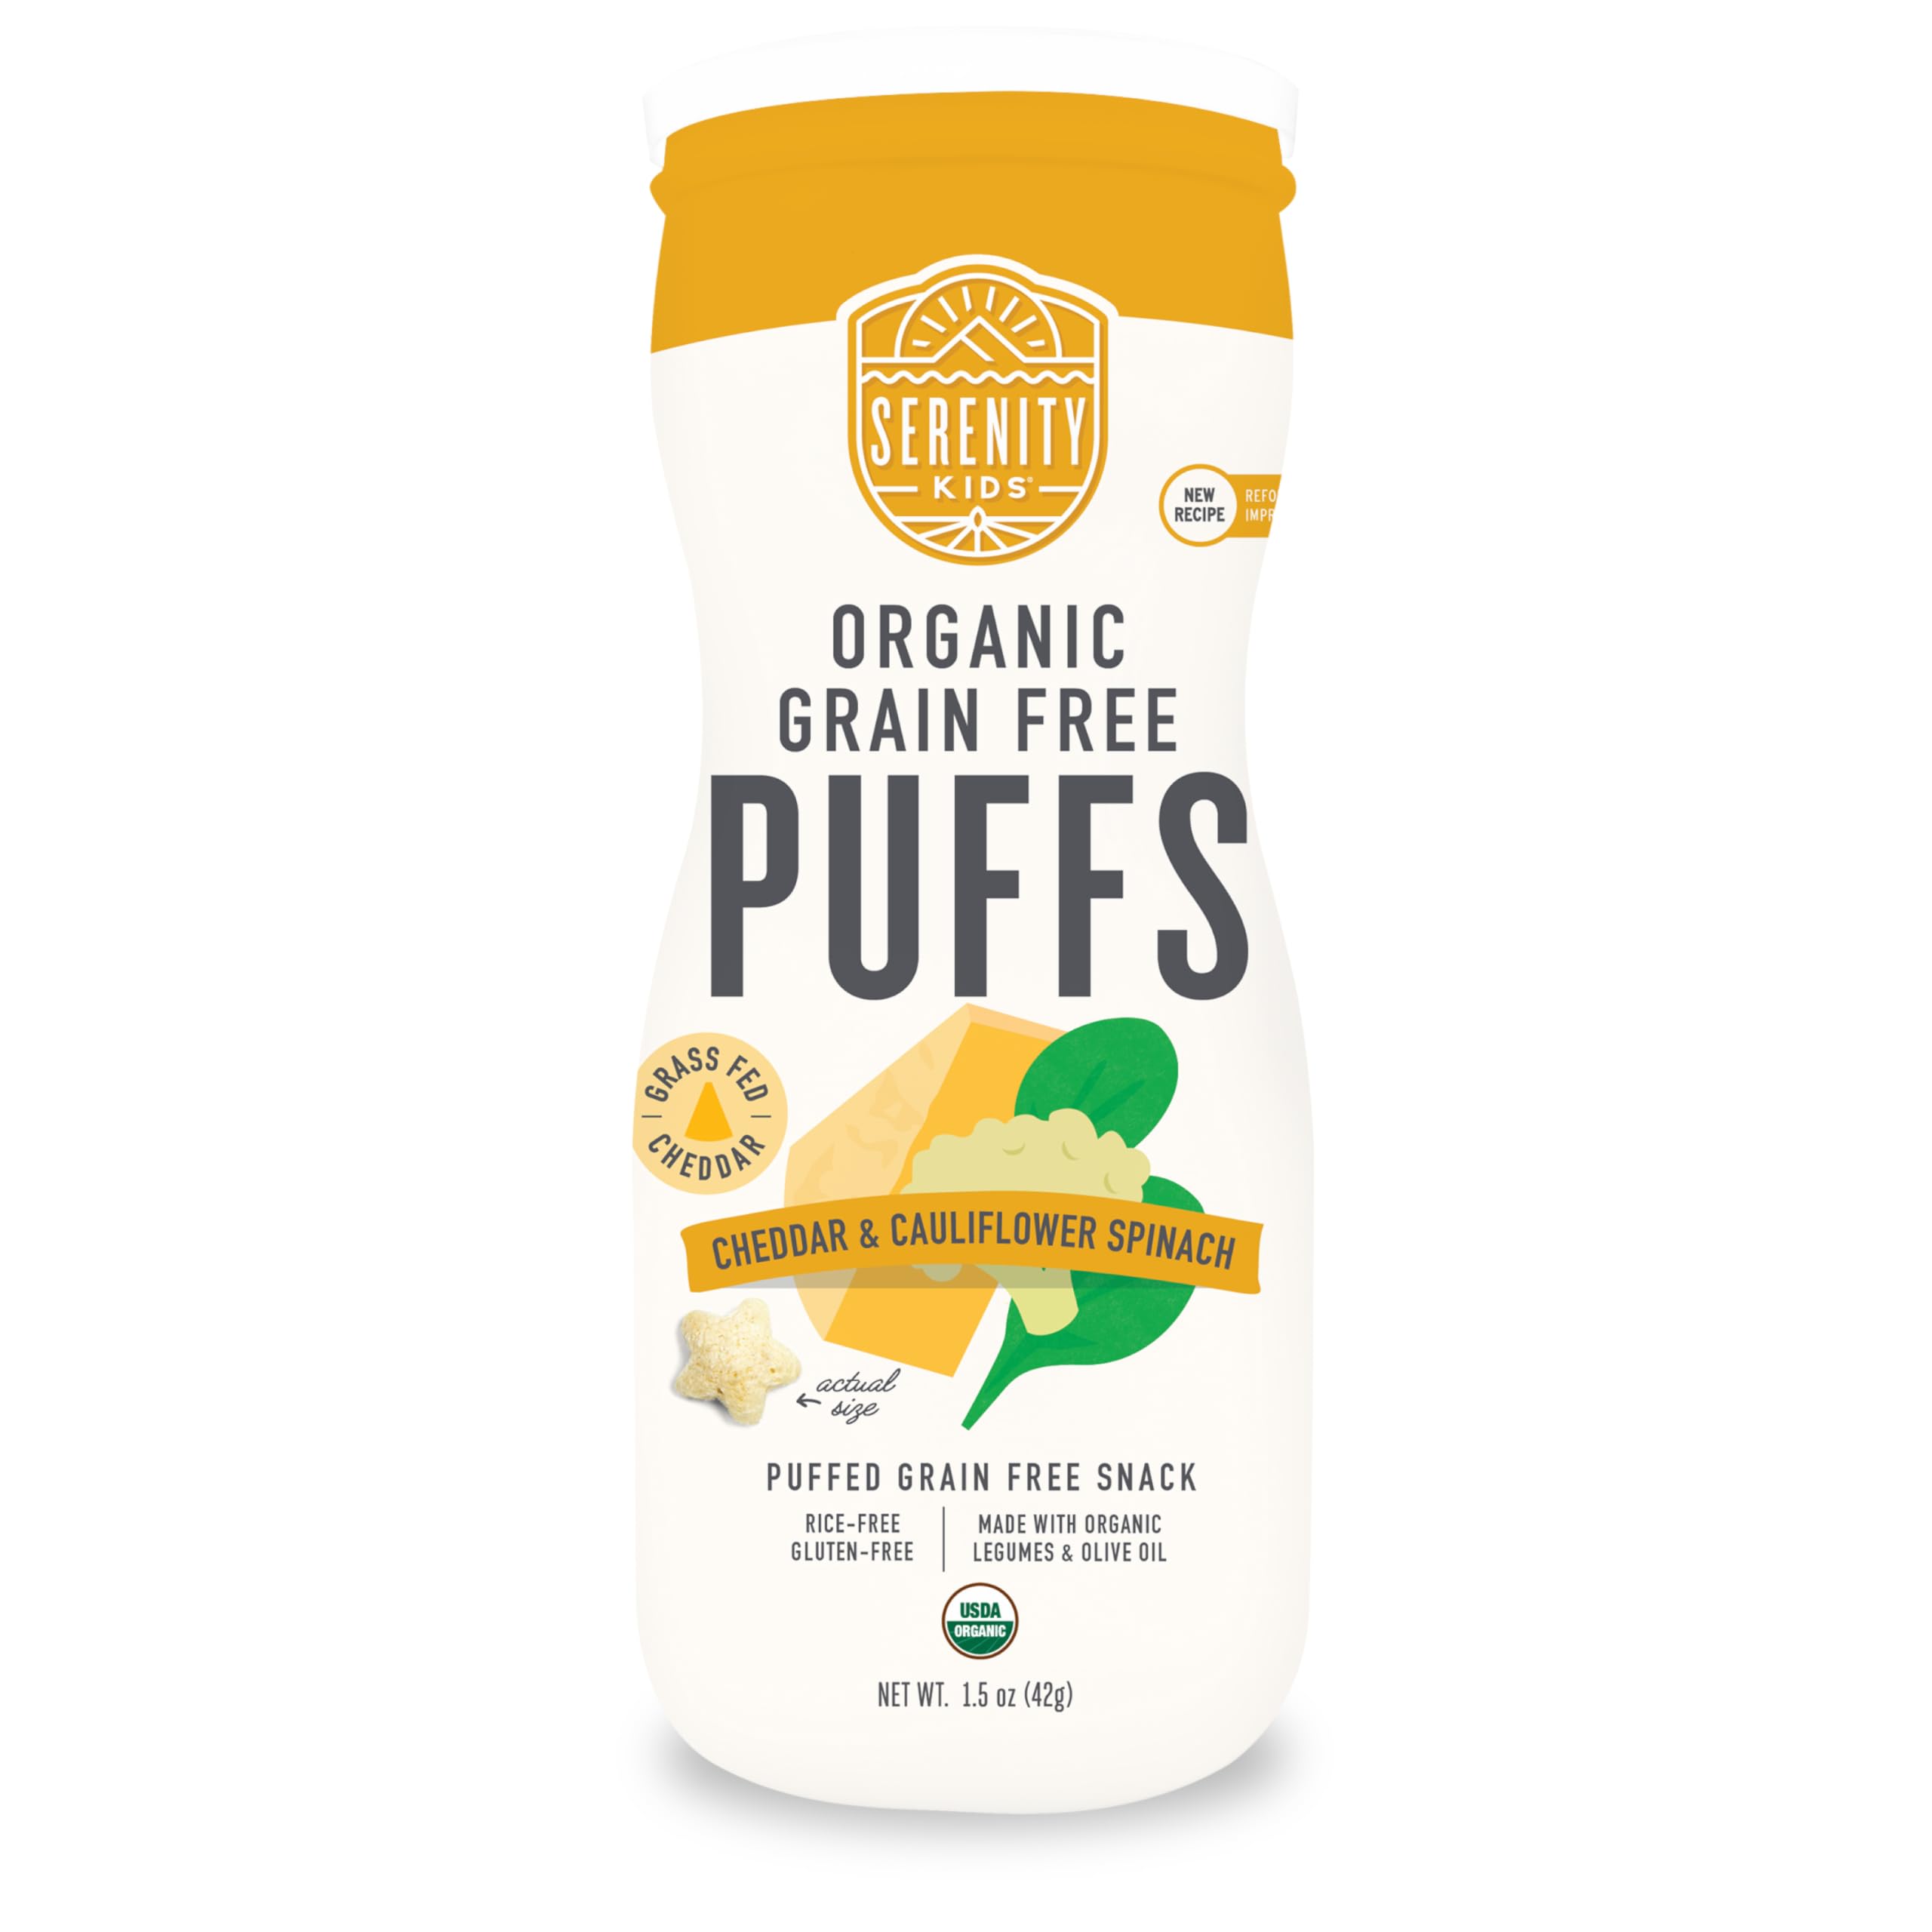 SERENITY
KIDS®
NEW
RECIPE
ORGANIC
GRAIN FREE
PUFFS
GRASS FED
CHEDDAR
CHEDDAR & CAULIFLOWER SPINACH
actual
size
PUFFED GRAIN FREE SNACK
RICE-FREE
GLUTEN-FREE
MADE WITH ORGANIC
LEGUMES & OLIVE OIL
USDA
ORGANIC
NET WT. 1.5 oz (42g)